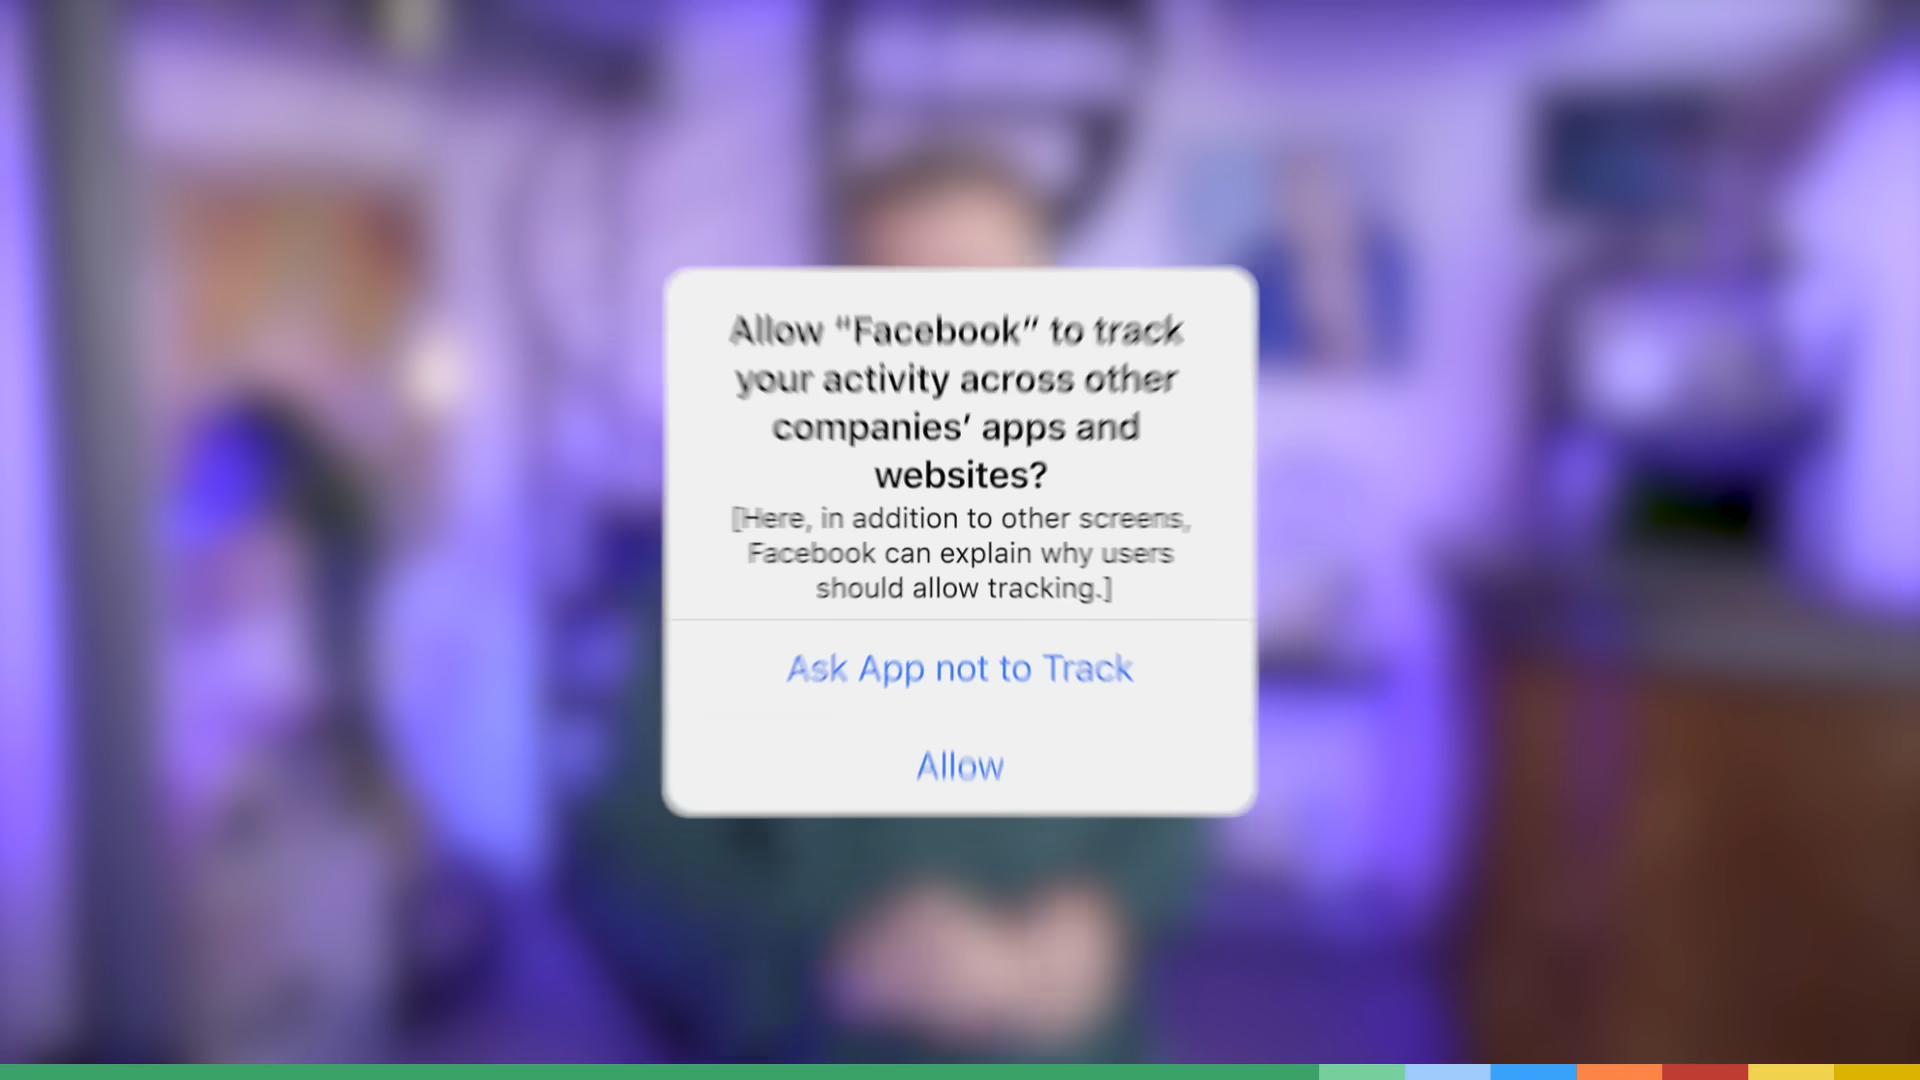 Allow “Facebook” to track
your activity across other
companies’ apps and
websites?
[Here, in addition to other screens,
Facebook can explain why users
should allow tracking.]
Ask App not to Track
Allow